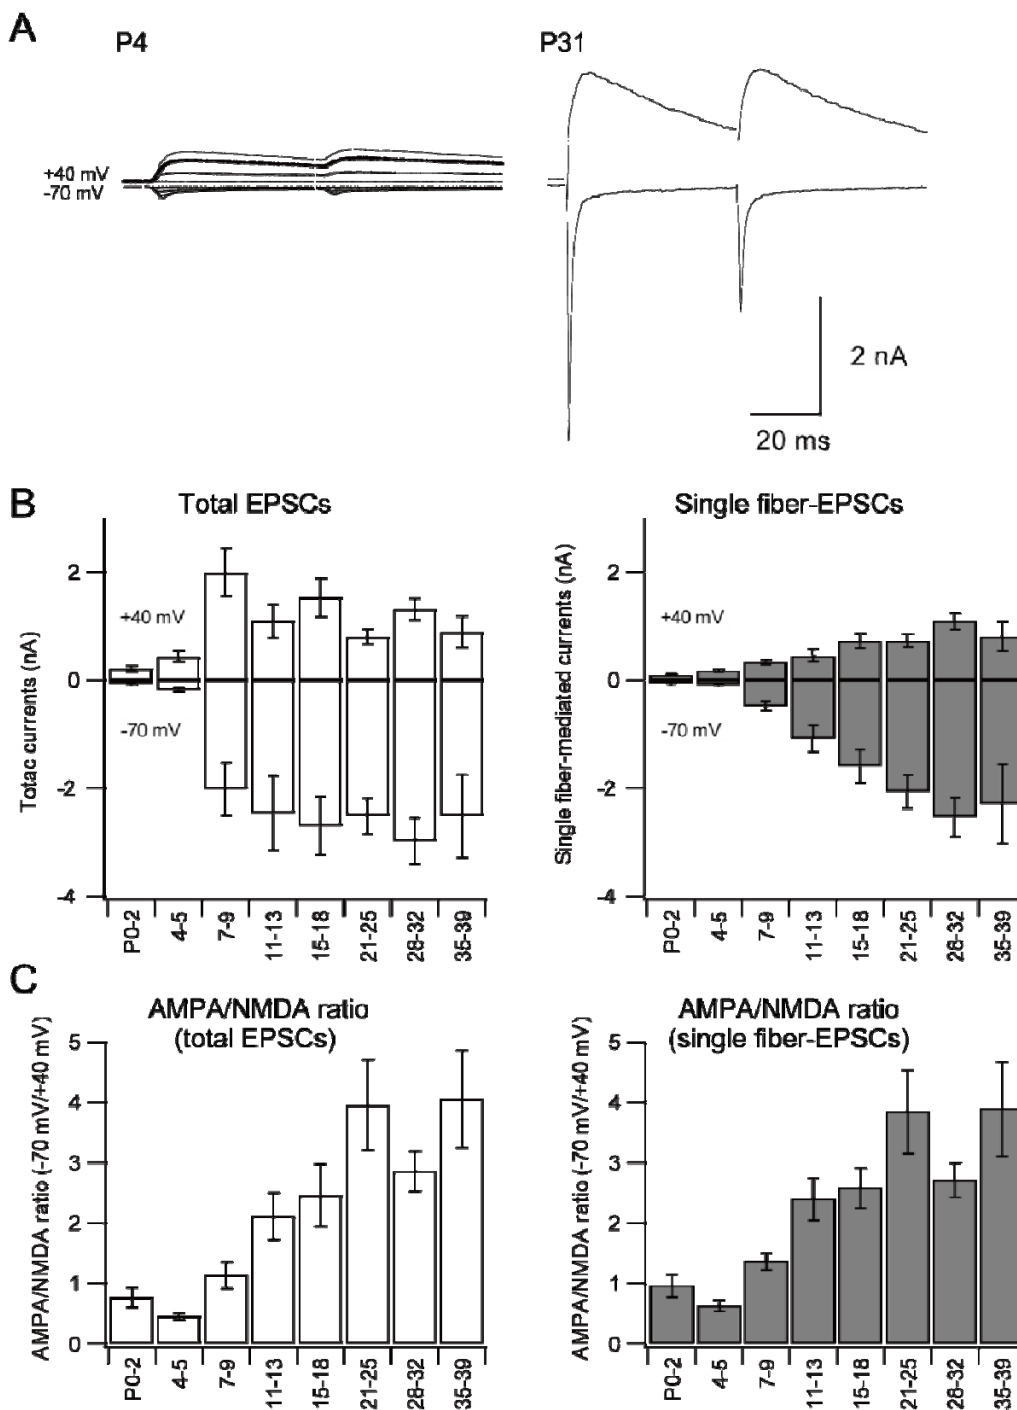 A
P4
P31
+40 mV
-70 mV
2 nA
20 ms
B
Total EPSCs
Totac currents (nA)
2
0
-2
-4
+40 mV
-70 mV
P0-2
4-5
7-9
11-13
15-18
21-25
28-32
35-39
Single fiber-EPSCs
Single fiber-mediated currents (nA)
2
0
-2
-4
+40 mV
-70 mV
P0-2
4-5
7-9
11-13
15-18
21-25
28-32
35-39
C
AMPA/NMDA ratio
(total EPSCs)
AMPA/NMDA ratio (-70 mV/+40 mV)
5
4
3
2
1
0
P0-2
4-5
7-9
11-13
15-18
21-25
28-32
35-39
AMPA/NMDA ratio
(single fiber-EPSCs)
AMPA/NMDA ratio (-70 mV/+40 mV)
5
4
3
2
1
0
P0-2
4-5
7-9
11-13
15-18
21-25
28-32
35-39